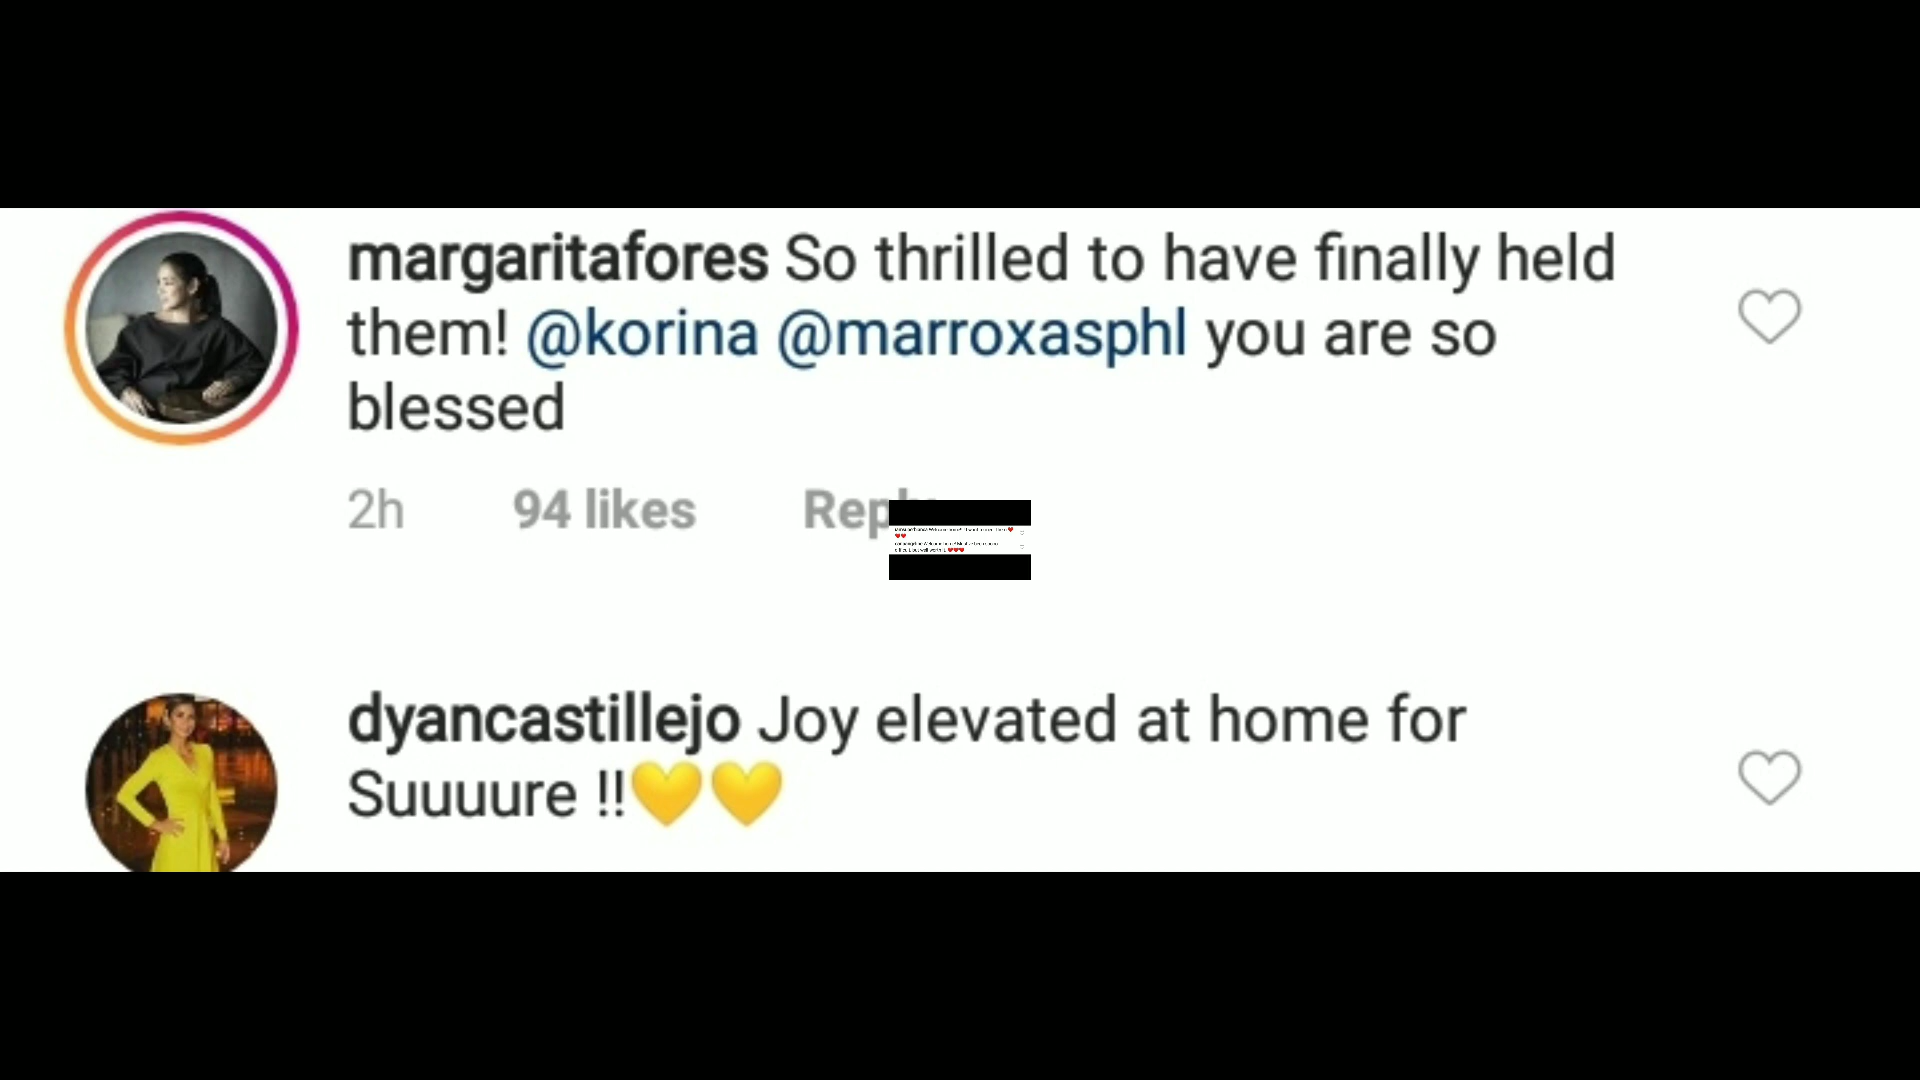 margaritafores So thrilled to have finally held
them! @korina @marroxasphl you are so
blessed
2h 94 likes Reply
dyancastillejo Joy elevated at home for
Suuuure !!💛💛